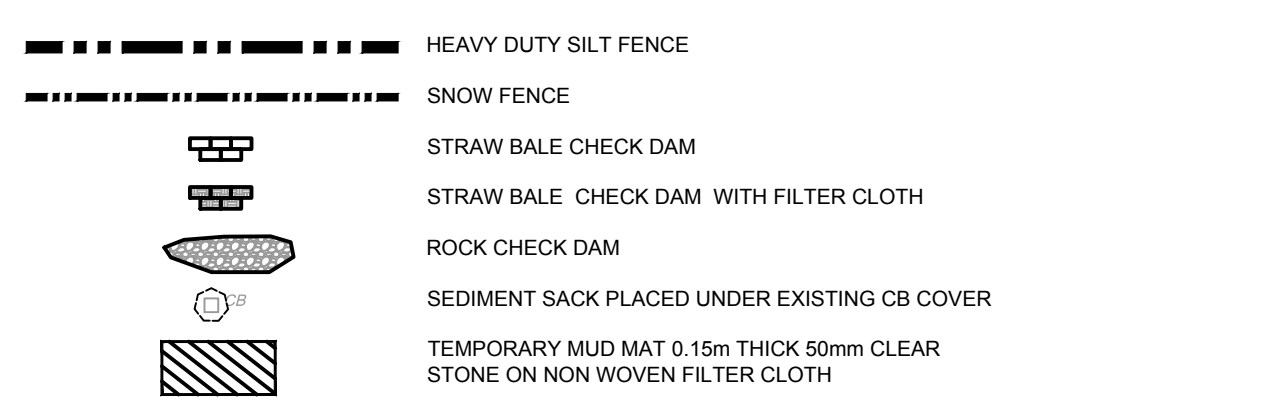 HEAVY DUTY SILT FENCE
SNOW FENCE
STRAW BALE CHECK DAM
STRAW BALE CHECK DAM WITH FILTER CLOTH
ROCK CHECK DAM
CB SEDIMENT SACK PLACED UNDER EXISTING CB COVER
TEMPORARY MUD MAT 0.15m THICK 50mm CLEAR
STONE ON NON WOVEN FILTER CLOTH